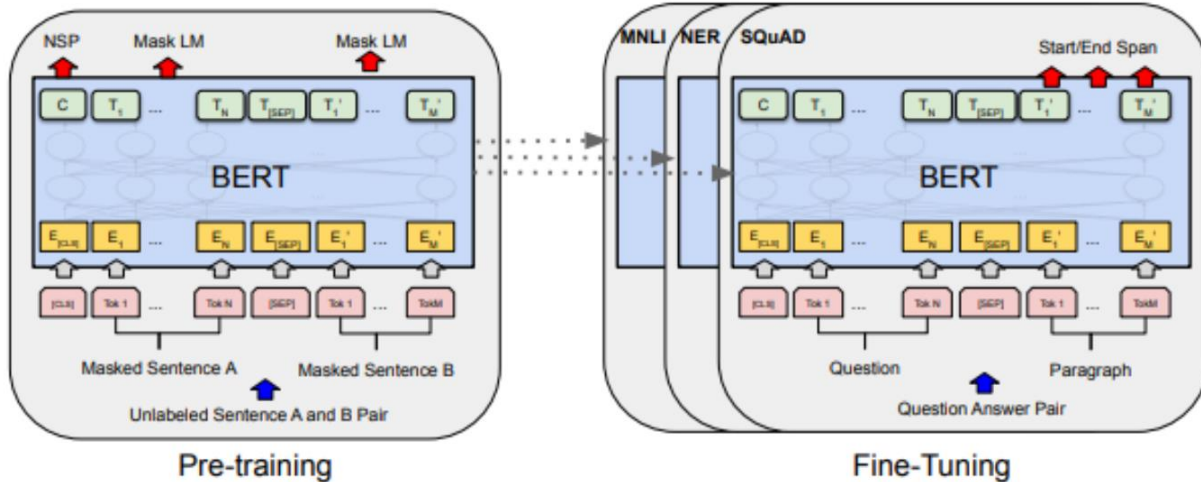 NSP Mask LM Mask LM
C T1 ... TN T[SEP] T1' ... TM'
BERT
E[CLS] E1 ... EN E[SEP] E1' ... EM'
[CLS] Tok 1 ... Tok N [SEP] Tok 1 ... TokM
Masked Sentence A Masked Sentence B
Unlabeled Sentence A and B Pair
Pre-training
MNLI NER SQuAD
Start/End Span
C T1 ... TN T[SEP] T1' ... TM'
BERT
E[CLS] E1 ... EN E[SEP] E1' ... EM'
[CLS] Tok 1 ... Tok N [SEP] Tok 1 ... TokM
Question Paragraph
Question Answer Pair
Fine-Tuning